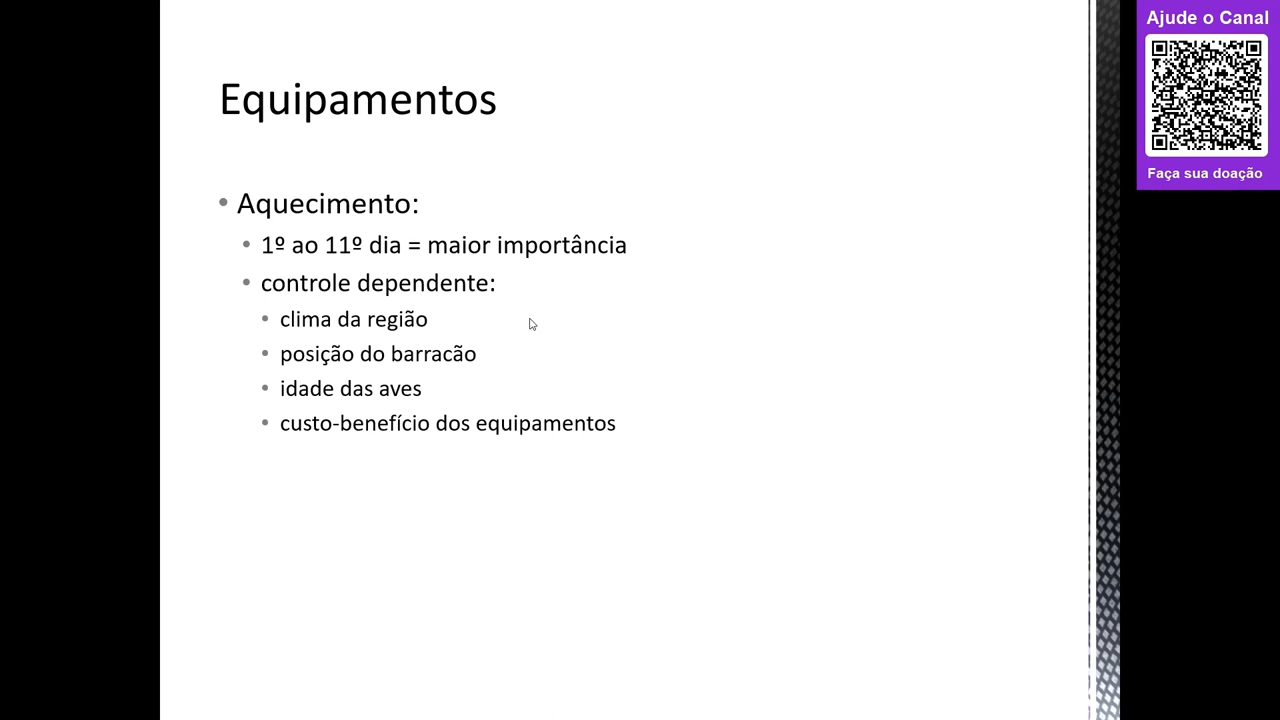 Equipamentos
• Aquecimento:
• 1º ao 11º dia = maior importância
• controle dependente:
• clima da região
• posição do barracão
• idade das aves
• custo-benefício dos equipamentos
Ajude o Canal
Faça sua doação